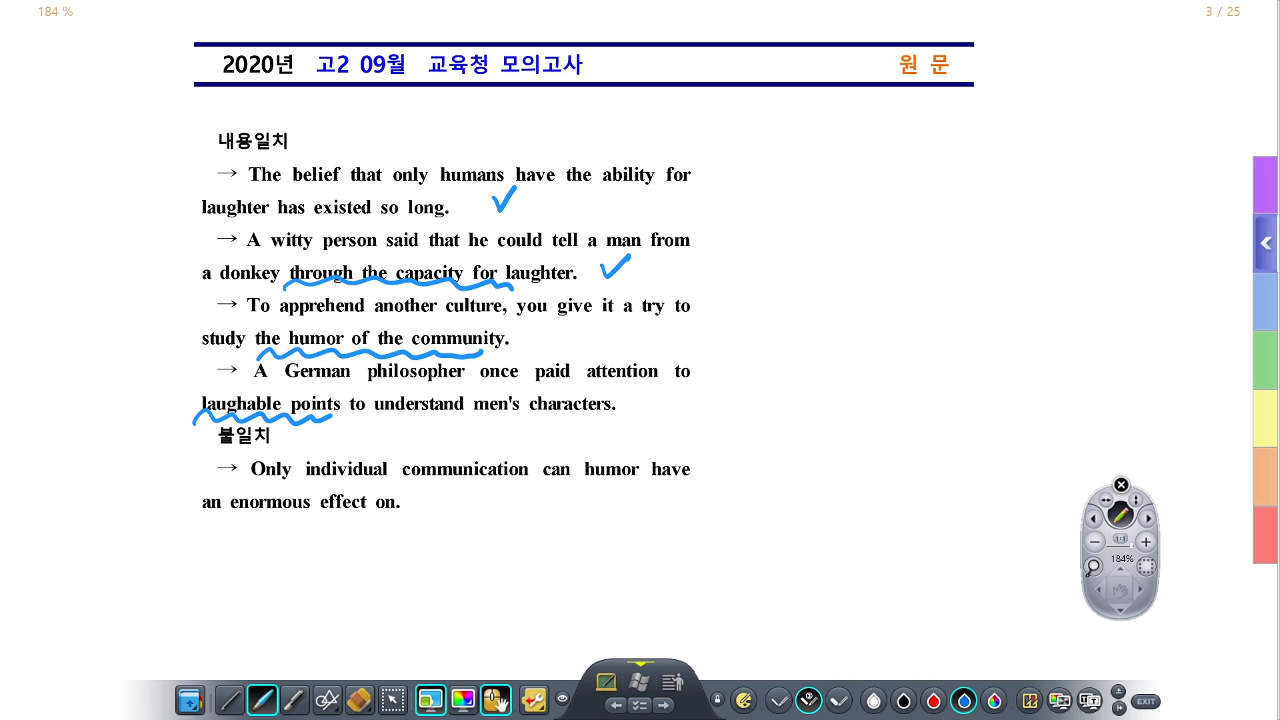 184 %
3 / 25
2020년 고2 09월 교육청 모의고사 원 문
내용일치
→ The belief that only humans have the ability for
laughter has existed so long.
→ A witty person said that he could tell a man from
a donkey through the capacity for laughter.
→ To apprehend another culture, you give it a try to
study the humor of the community.
→ A German philosopher once paid attention to
laughable points to understand men's characters.
불일치
→ Only individual communication can humor have
an enormous effect on.
1:1
184%
EXIT